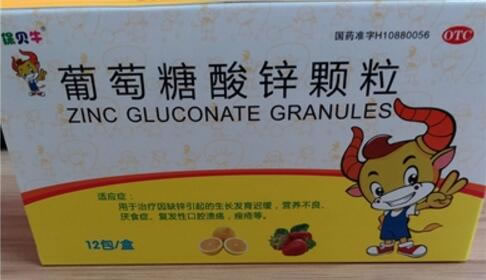 保贝牛
国药准字H10880056
OTC
葡萄糖酸锌颗粒
ZINC GLUCONATE GRANULES
适应症：
用于治疗因缺锌引起的生长发育迟缓，营养不良、
厌食症、复发性口腔溃疡，痤疮等。
12包/盒